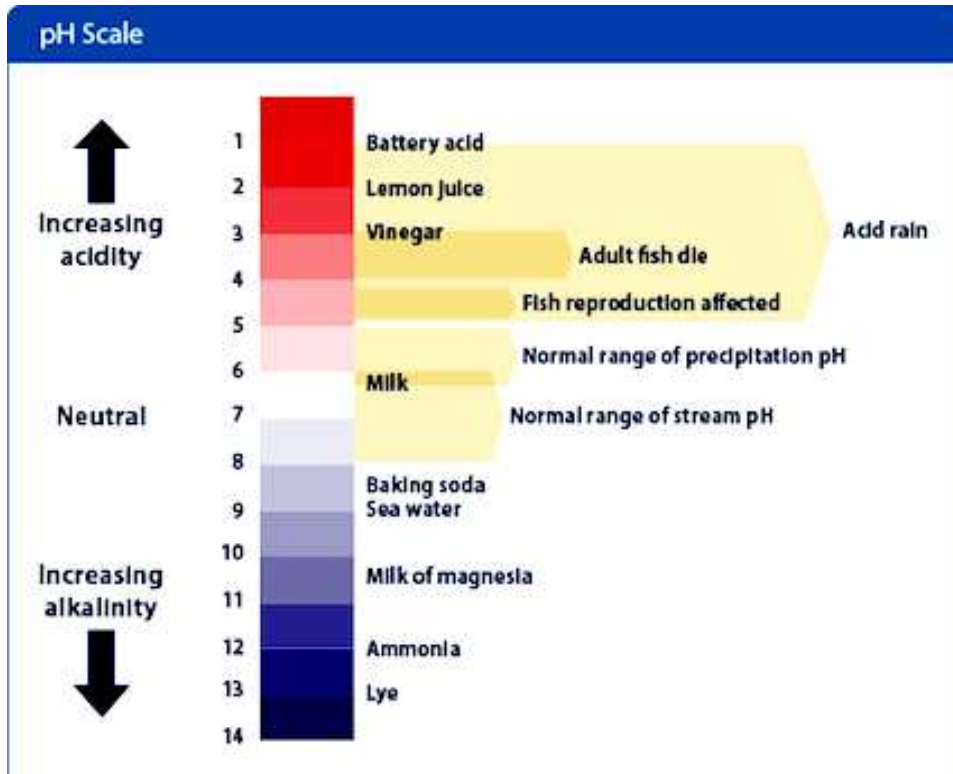 pH Scale
1
Battery acid
2
Lemon juice
Increasing
acidity
3
Vinegar
Acid rain
Adult fish die
4
Fish reproduction affected
5
Normal range of precipitation pH
6
Milk
Neutral
7
Normal range of stream pH
8
Baking soda
9
Sea water
10
Increasing
alkalinity
Milk of magnesia
11
12
Ammonia
13
Lye
14